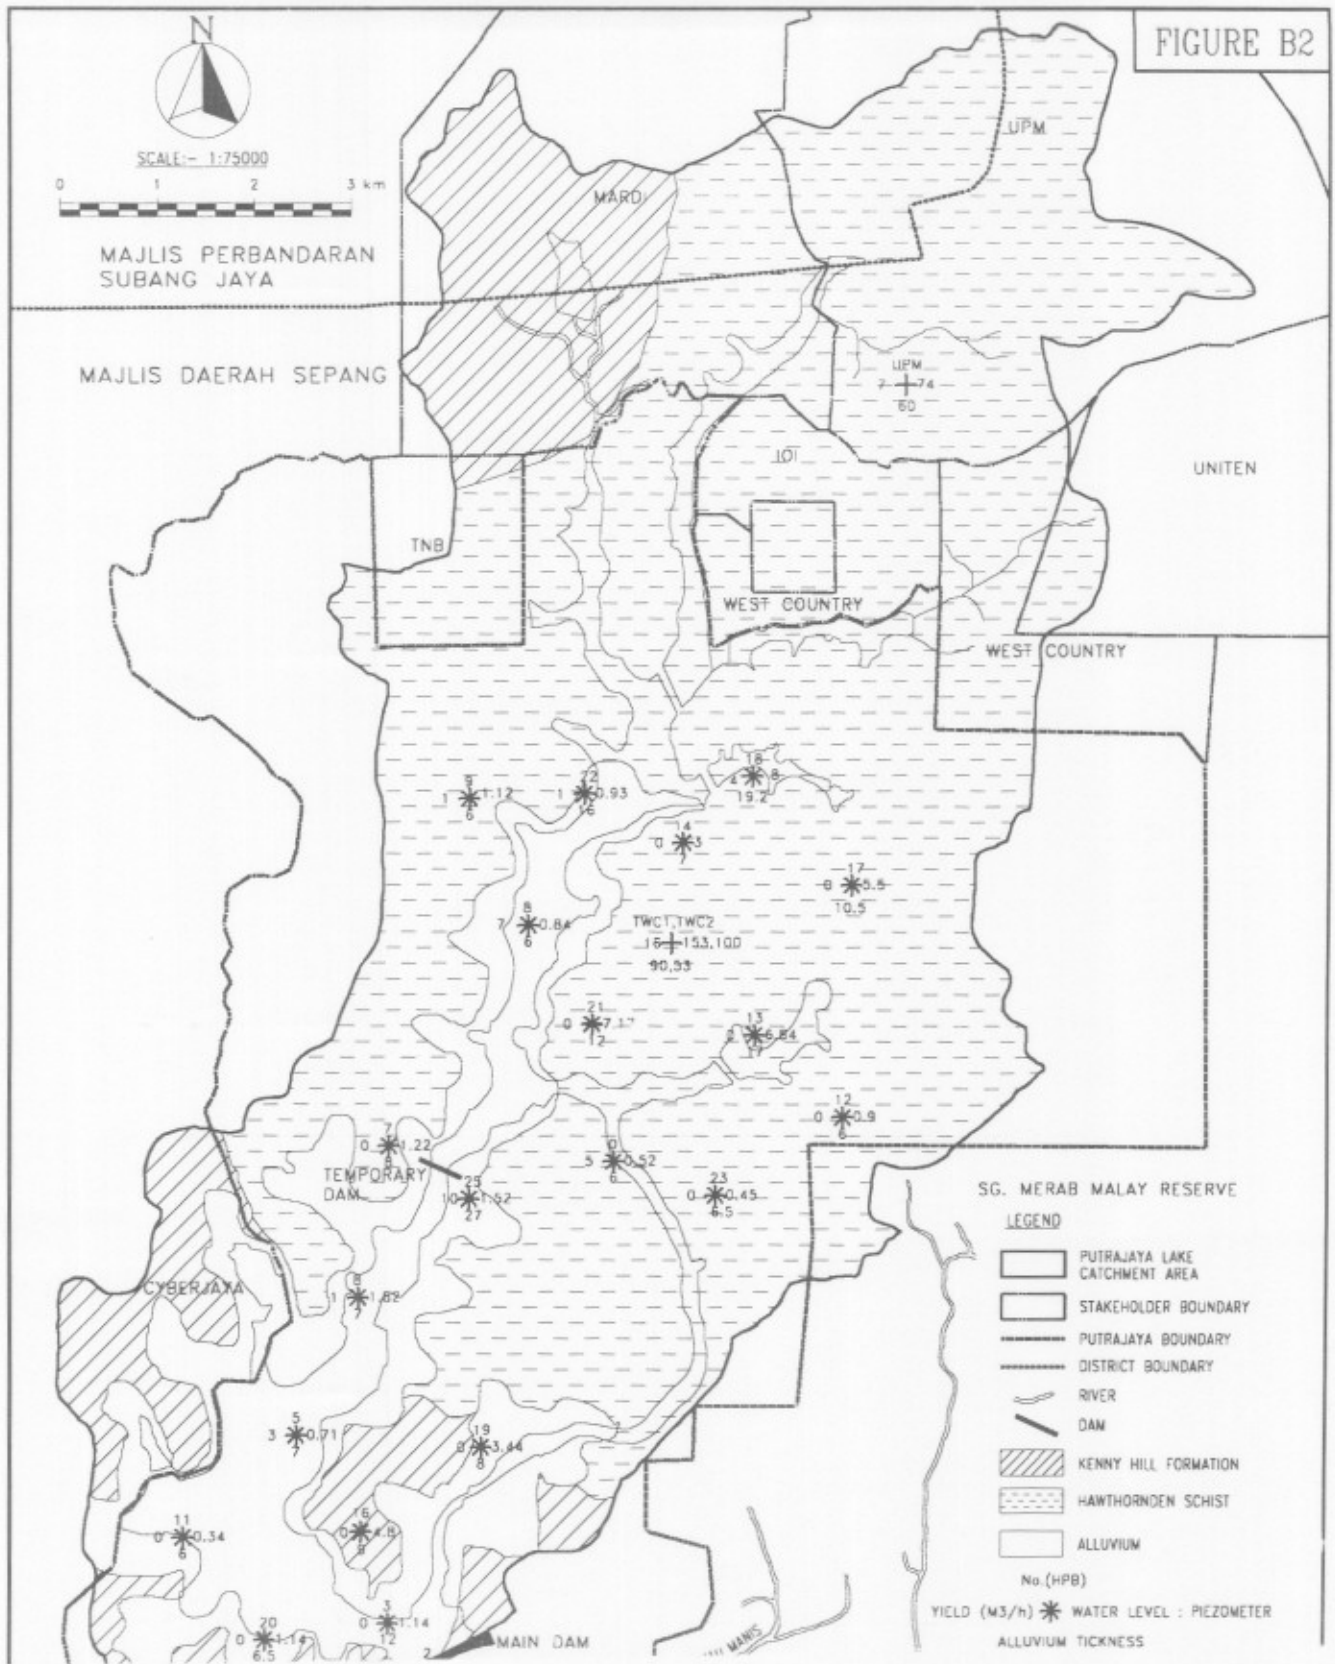 FIGURE B2
N
SCALE:- 1:75000
0 1 2 3 km
MAJLIS PERBANDARAN
SUBANG JAYA
MAJLIS DAERAH SEPANG
MARDI
UPM
UPM
7 74
60
IOI
UNITEN
TNB
WEST COUNTRY
WEST COUNTRY
9
1 1.12
6
22
1 0.93
16
18
4 8
19.2
14
0 3
7
17
0 5.5
10.5
8
7 0.84
6
TWC1,TWC2
15 153,100
90,53
21
0 7.17
12
13
2 6.84
17
12
0 0.9
6
7
0 1.22
TEMPORARY
DAM
25
10 1.52
27
0
5 0.52
6
23
0 0.45
6.5
CYBERJAYA
1 1.82
7
5
3 0.71
7
19
0 3.44
8
11
0 0.34
6
16
0 4.8
3
0 1.14
12
20
0 1.14
6.5
2
MAIN DAM
MANIS
SG. MERAB MALAY RESERVE
LEGEND
PUTRAJAYA LAKE
CATCHMENT AREA
STAKEHOLDER BOUNDARY
PUTRAJAYA BOUNDARY
DISTRICT BOUNDARY
RIVER
DAM
KENNY HILL FORMATION
HAWTHORNDEN SCHIST
ALLUVIUM
No.(HPB)
YIELD (M3/h) WATER LEVEL : PIEZOMETER
ALLUVIUM TICKNESS